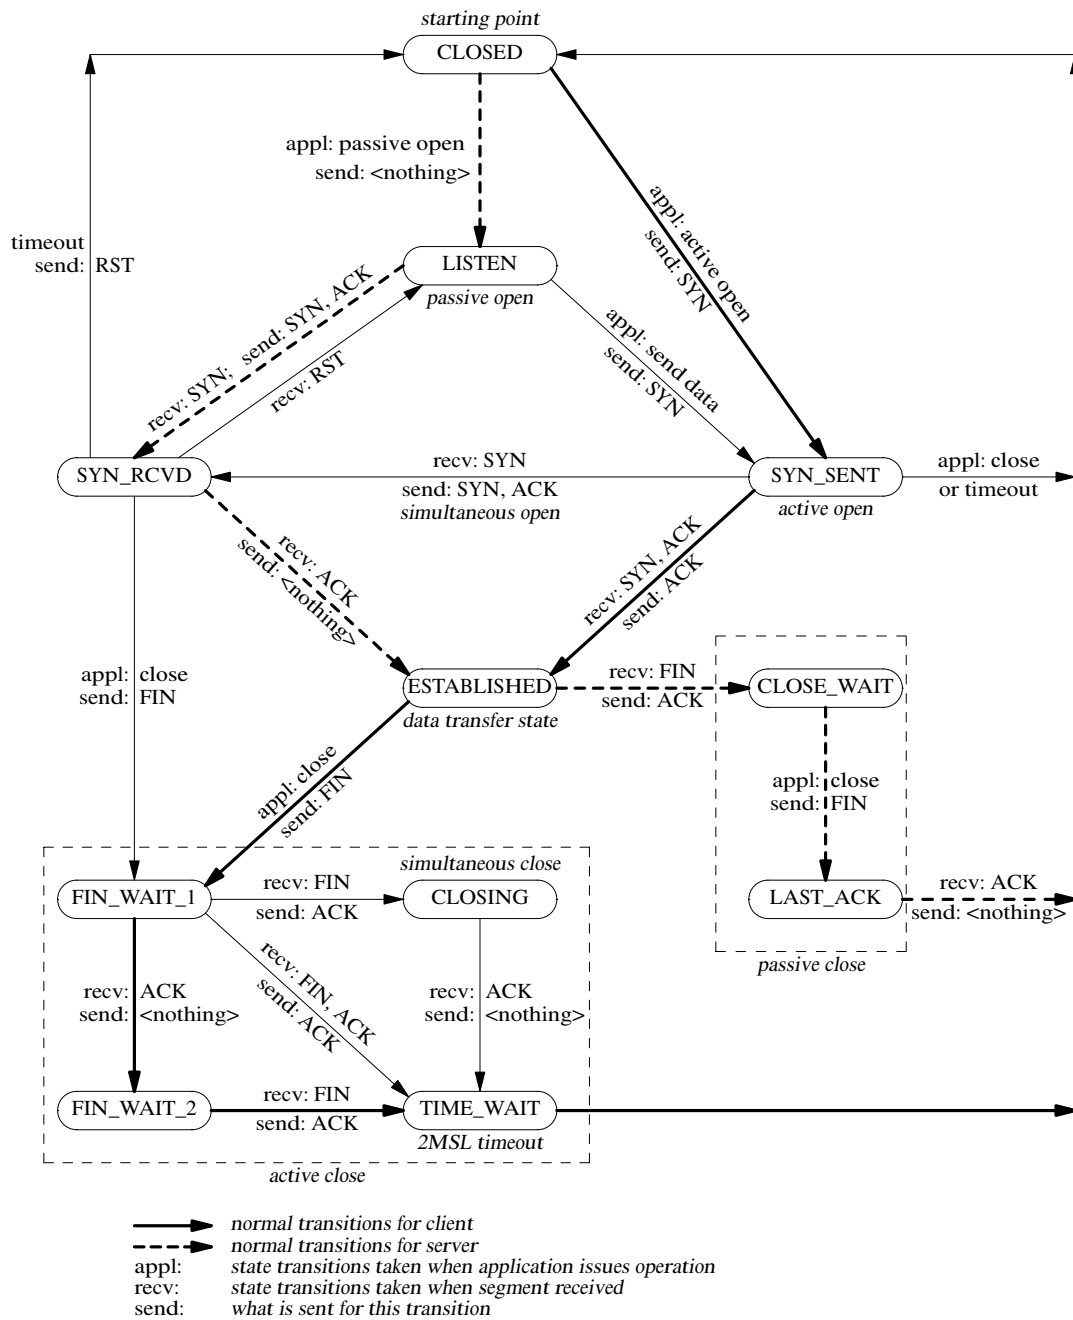 starting point
CLOSED
appl: passive open
send: <nothing>
appl: active open
send: SYN
timeout
send: RST
LISTEN
passive open
recv: SYN; send: SYN, ACK
recv: RST
appl: send data
send: SYN
SYN_RCVD
recv: SYN
send: SYN, ACK
simultaneous open
SYN_SENT
active open
appl: close
or timeout
recv: ACK
send: <nothing>
recv: SYN, ACK
send: ACK
appl: close
send: FIN
ESTABLISHED
data transfer state
recv: FIN
send: ACK
CLOSE_WAIT
appl: close
send: FIN
appl: close
send: FIN
simultaneous close
FIN_WAIT_1
recv: FIN
send: ACK
CLOSING
LAST_ACK
recv: ACK
send: <nothing>
passive close
recv: ACK
send: <nothing>
recv: FIN, ACK
send: ACK
recv: ACK
send: <nothing>
FIN_WAIT_2
recv: FIN
send: ACK
TIME_WAIT
2MSL timeout
active close
normal transitions for client
normal transitions for server
appl: state transitions taken when application issues operation
recv: state transitions taken when segment received
send: what is sent for this transition